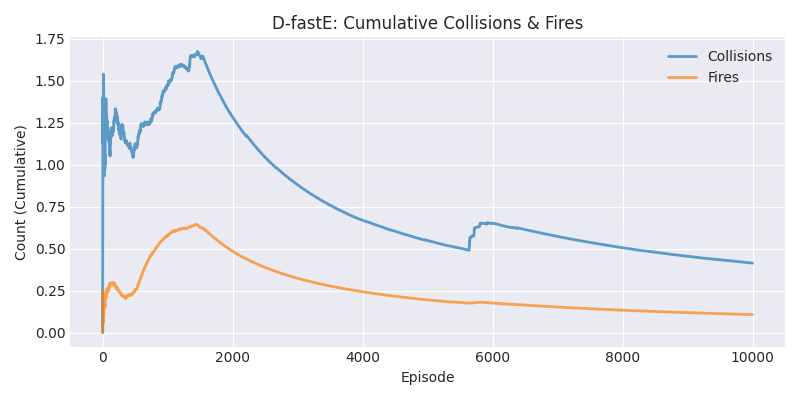 D-fastE: Cumulative Collisions & Fires
Count (Cumulative)
1.75
1.50
1.25
1.00
0.75
0.50
0.25
0.00
Collisions
Fires
0 2000 4000 6000 8000 10000
Episode